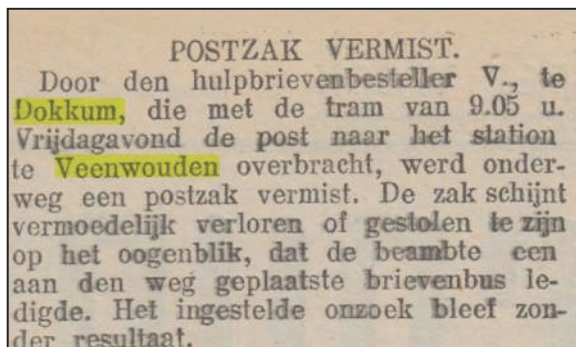 POSTZAK VERMIST.
Door den hulpbrievenbesteller V., te
Dokkum, die met de tram van 9.05 u.
Vrijdagavond de post naar het station
te Veenwouden overbracht, werd onder-
weg een postzak vermist. De zak schijnt
vermoedelijk verloren of gestolen te zijn
op het oogenblik, dat de beambte een
aan den weg geplaatste brievenbus le-
digde. Het ingestelde onzoek bleef zon-
der resultaat.